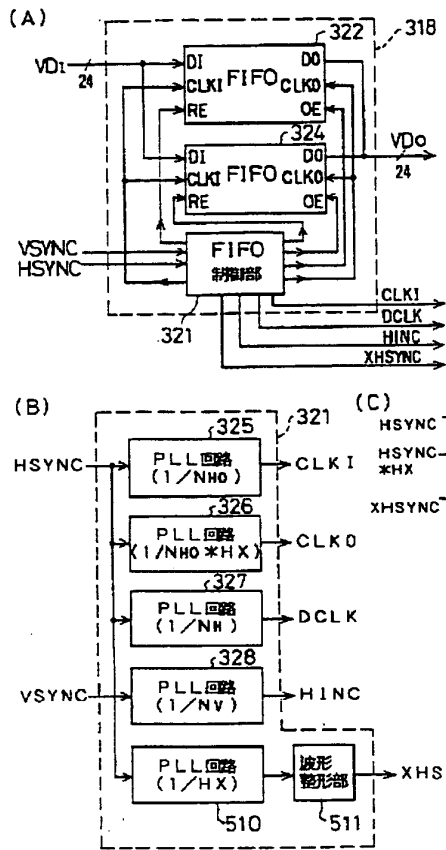 (A)
322
318
VDI
24
DI
FIFO
DO
CLKI
CLKO
RE
OE
324
DI
FIFO
DO
CLKI
CLKO
RE
OE
VDO
24
VSYNC
HSYNC
FIFO
制御部
321
CLKI
DCLK
HINC
XHSYNC
(B)
321
(C)
325
HSYNC
PLL回路
(1/NHO)
CLKI
HSYNC
HSYNC
*HX
XHSYNC
326
PLL回路
(1/NHO*HX)
CLKO
327
PLL回路
(1/NH)
DCLK
328
VSYNC
PLL回路
(1/NV)
HINC
PLL回路
(1/HX)
510
波形
整形部
511
XHS